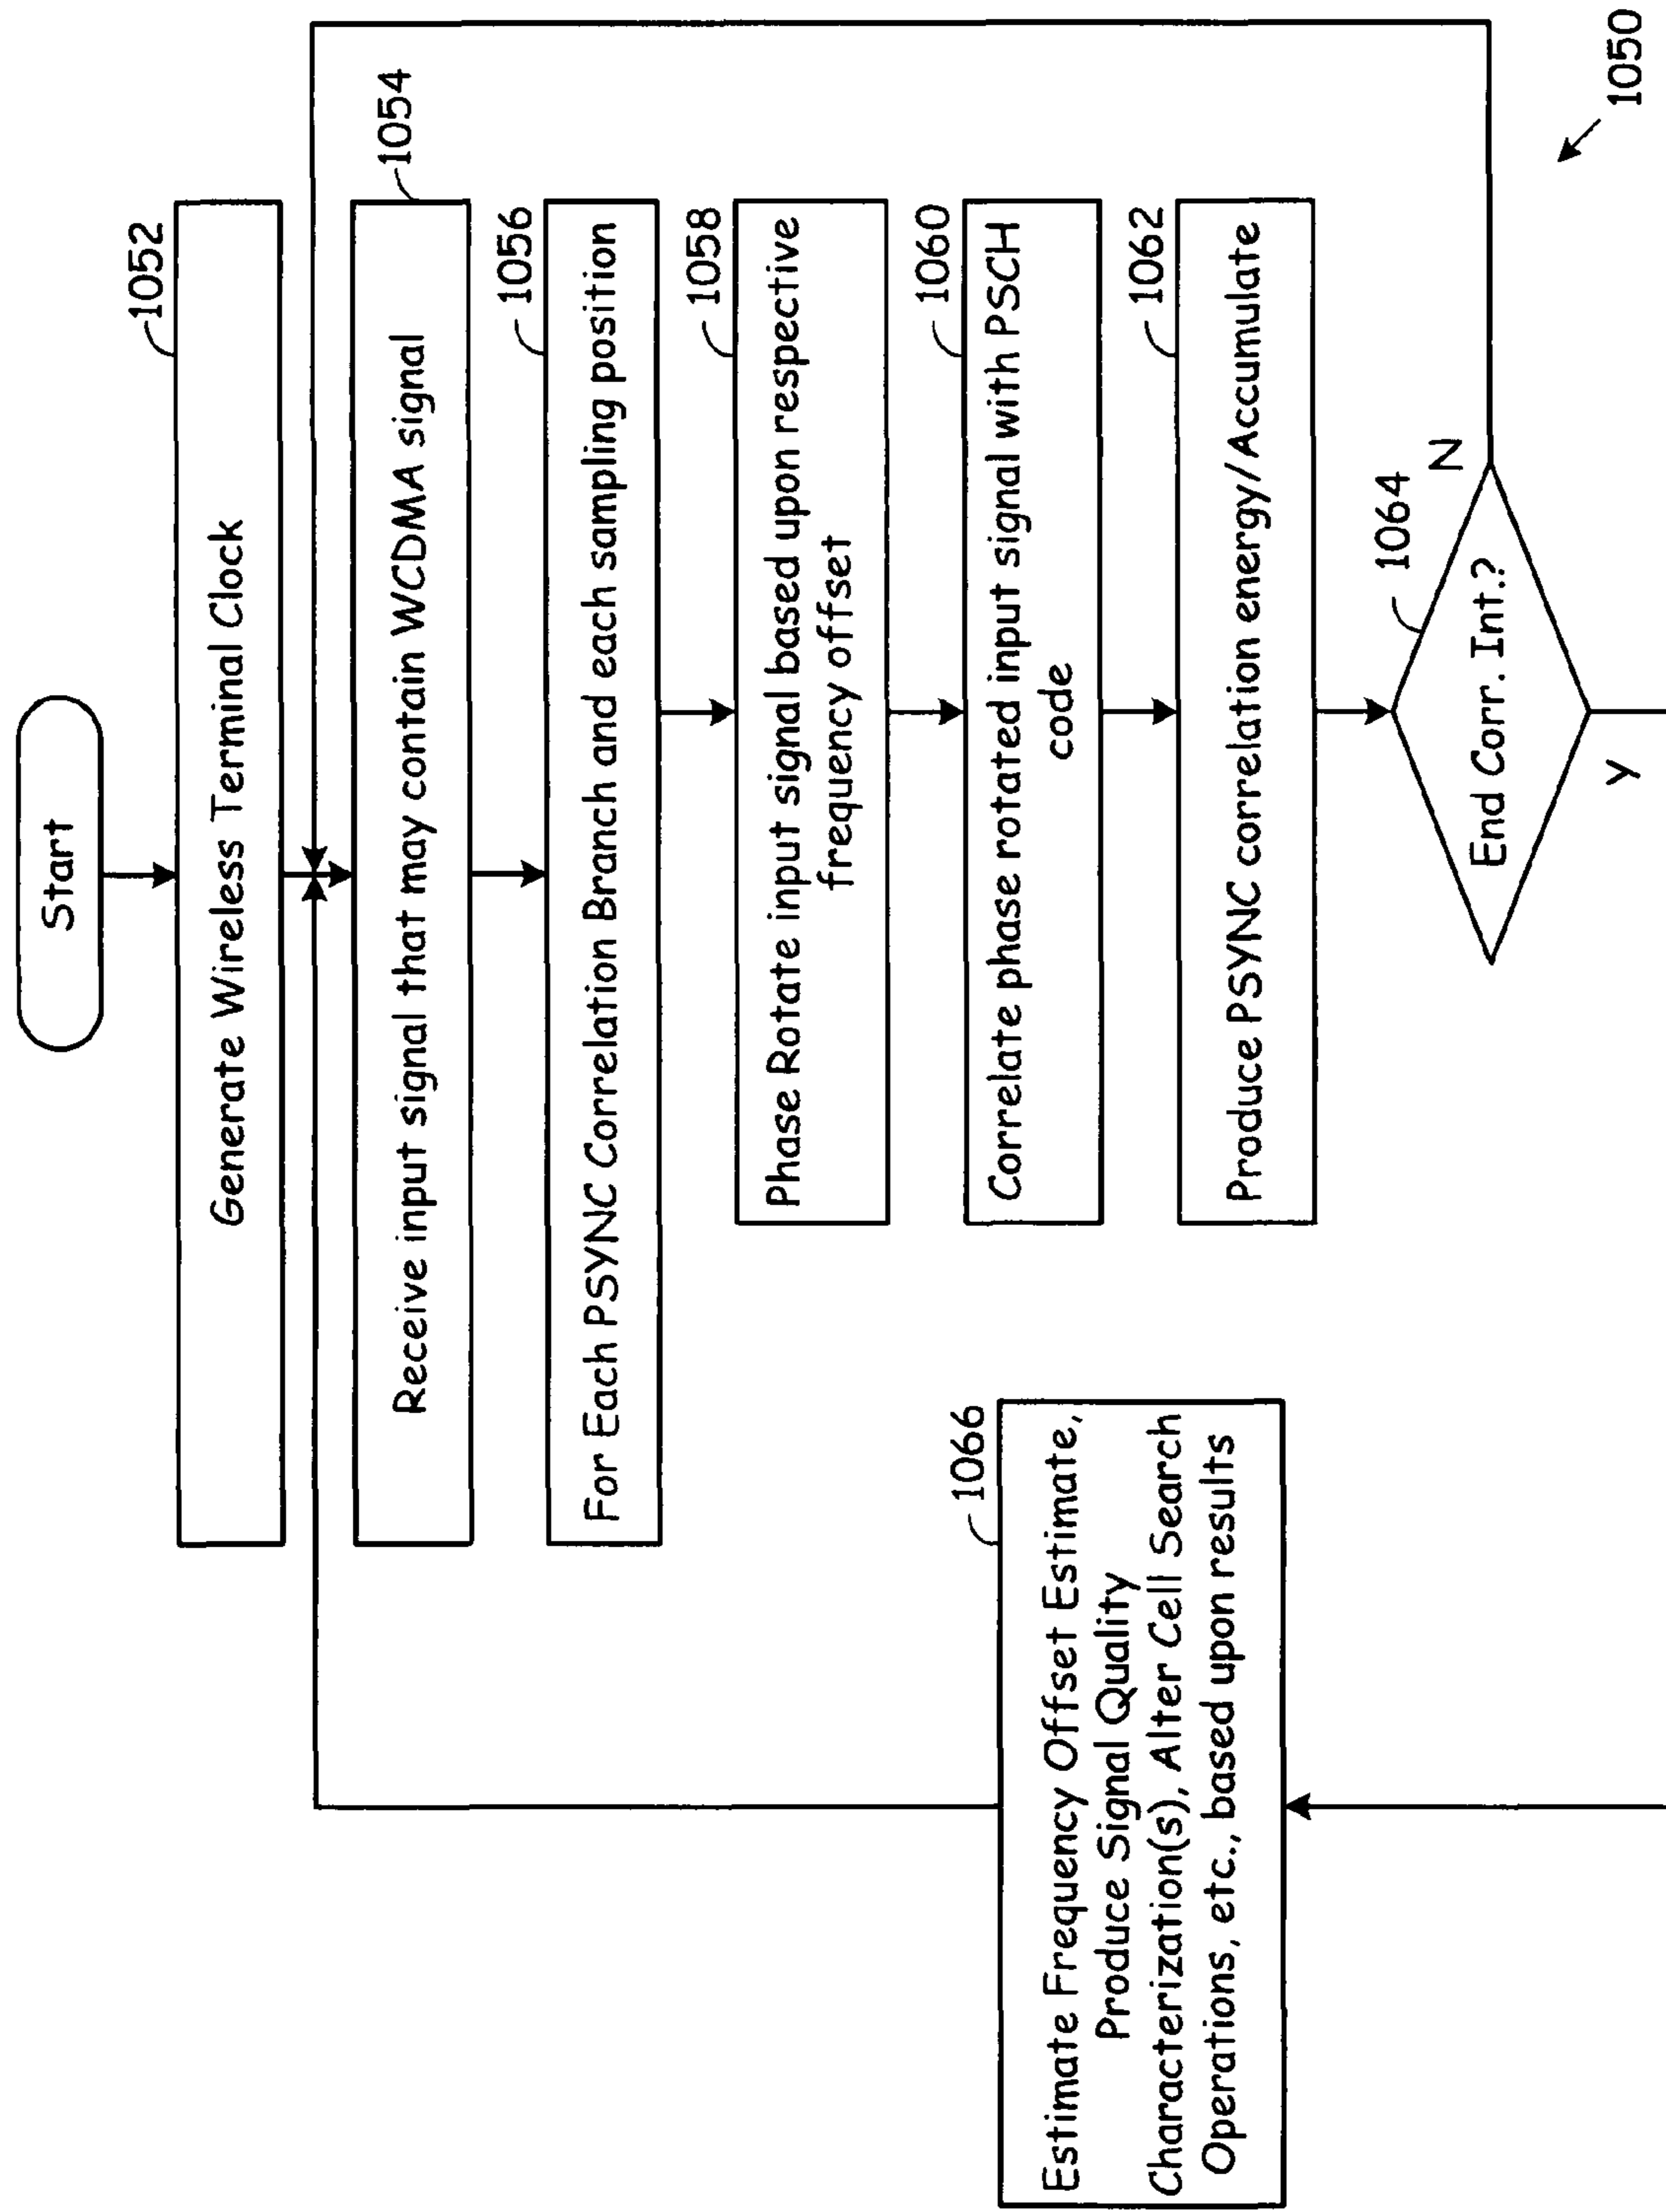 Start
1052
Generate Wireless Terminal Clock
1054
Receive input signal that may contain WCDMA signal
1056
For Each PSYNC Correlation Branch and each sampling position
1058
Phase Rotate input signal based upon respective
frequency offset
1060
Correlate phase rotated input signal with PSCH
code
1062
Produce PSYNC correlation energy/Accumulate
1064
End Corr. Int.?
N
Y
1066
Estimate Frequency Offset Estimate,
Produce Signal Quality
Characterization(s), Alter Cell Search
Operations, etc., based upon results
1050